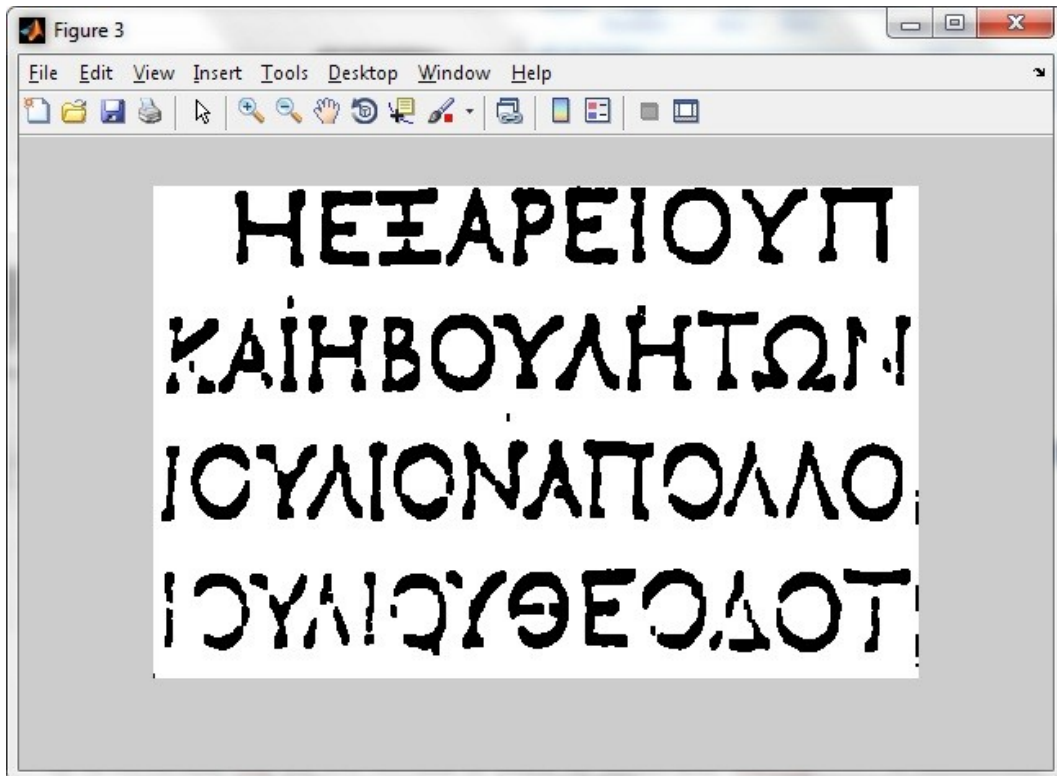 Figure 3
File Edit View Insert Tools Desktop Window Help
ΗΕΞΑΡΕΙΟΥΠ
ΚΑΙΗΒΟΥΛΗΤΩΝ
ΙΟΥΛΙΟΝΑΠΟΛΛΟ
ΙΟΥΛΙΟΥΘΕΟΔΟΤ